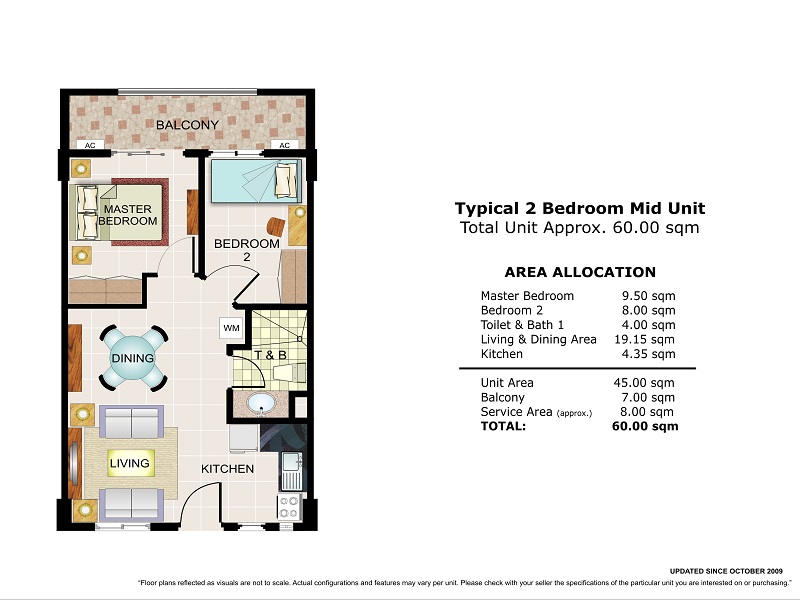 BALCONY
AC
AC
MASTER
BEDROOM
BEDROOM
2
WM
DINING
T & B
LIVING
KITCHEN
Typical 2 Bedroom Mid Unit
Total Unit Approx. 60.00 sqm
AREA ALLOCATION
Master Bedroom 9.50 sqm
Bedroom 2 8.00 sqm
Toilet & Bath 1 4.00 sqm
Living & Dining Area 19.15 sqm
Kitchen 4.35 sqm
Unit Area 45.00 sqm
Balcony 7.00 sqm
Service Area (approx.) 8.00 sqm
TOTAL: 60.00 sqm
UPDATED SINCE OCTOBER 2009
"Floor plans reflected as visuals are not to scale. Actual configurations and features may vary per unit. Please check with your seller the specifications of the particular unit you are interested on or purchasing."